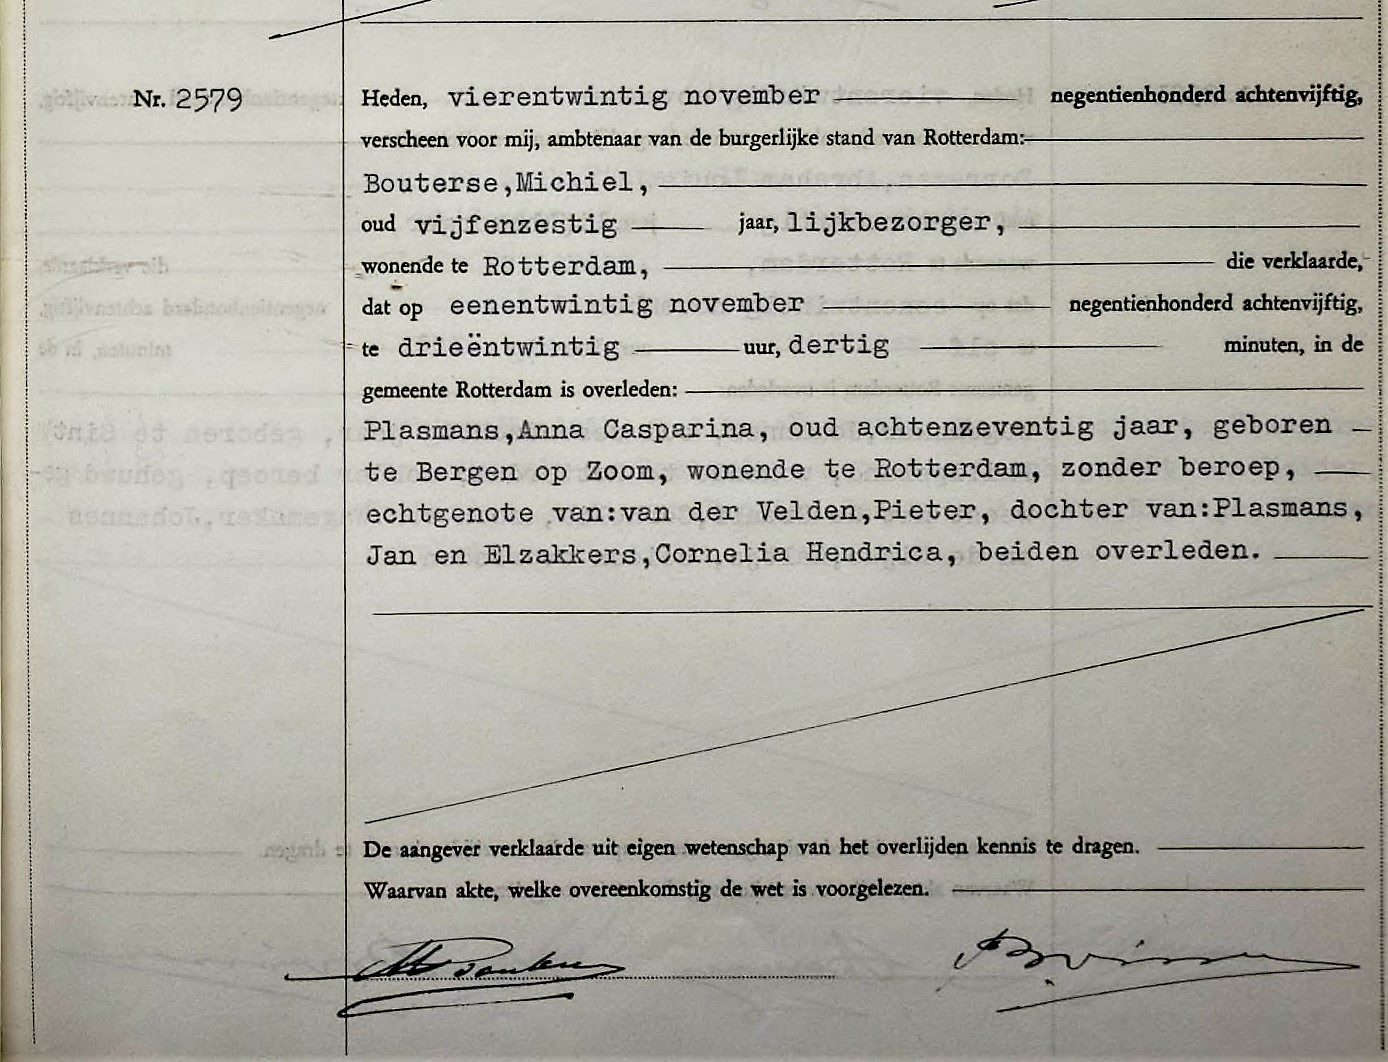 Nr. 2579
Heden, vierentwintig november negentienhonderd achtenvijftig,
verscheen voor mij, ambtenaar van de burgerlijke stand van Rotterdam:
Bouterse,Michiel,
oud vijfenzestig jaar, lijkbezorger,
wonende te Rotterdam, die verklaarde,
dat op eenentwintig november negentienhonderd achtenvijftig,
te drieëntwintig uur, dertig minuten, in de
gemeente Rotterdam is overleden:
Plasmans,Anna Casparina, oud achtenzeventig jaar, geboren
te Bergen op Zoom, wonende te Rotterdam, zonder beroep,
echtgenote van:van der Velden,Pieter, dochter van:Plasmans,
Jan en Elzakkers,Cornelia Hendrica, beiden overleden.
De aangever verklaarde uit eigen wetenschap van het overlijden kennis te dragen.
Waarvan akte, welke overeenkomstig de wet is voorgelezen.